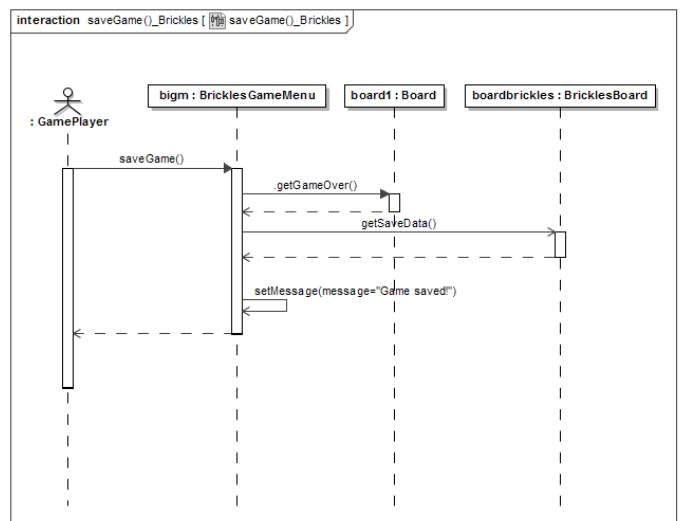 interaction saveGame()_Brickles [ saveGame()_Brickles ]
: GamePlayer
bigm : BricklesGameMenu
board1 : Board
boardbrickles : BricklesBoard
saveGame()
.getGameOver()
getSaveData()
setMessage(message="Game saved!")